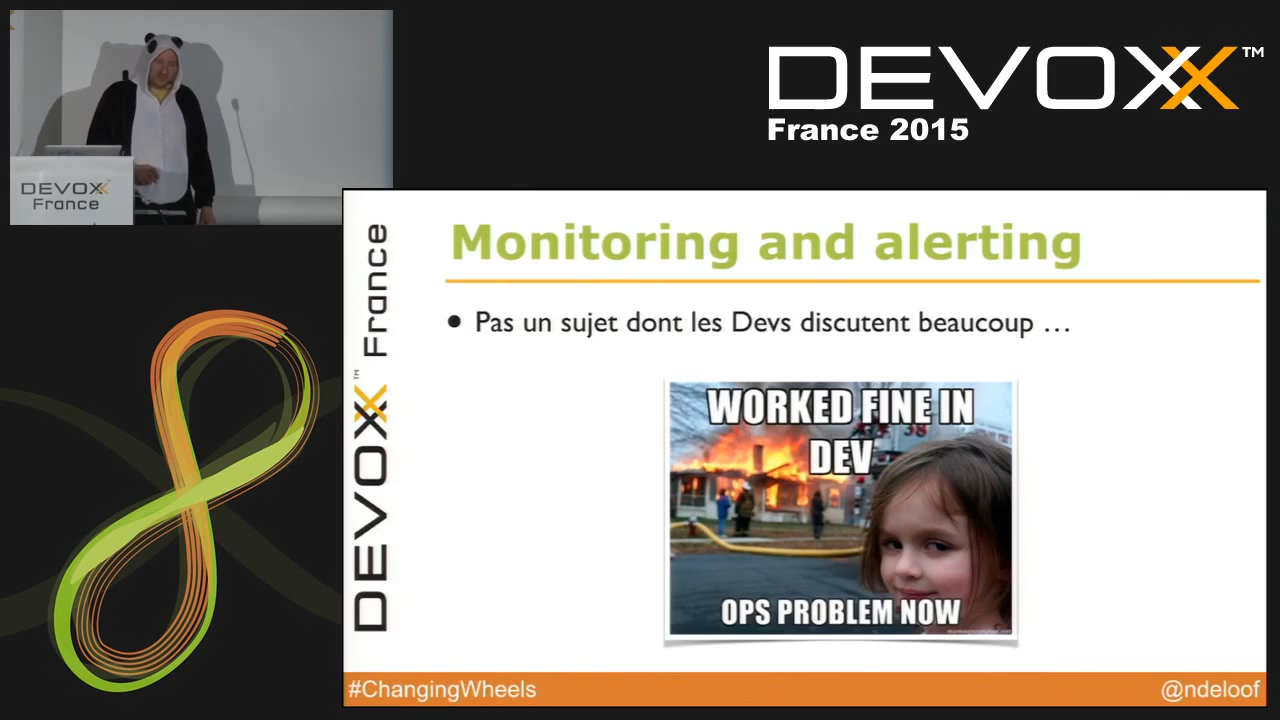 DEVOXX™
France 2015
DEVOXX
France
DEVOXX™ France
Monitoring and alerting
• Pas un sujet dont les Devs discutent beaucoup …
WORKED FINE IN
DEV
38
OPS PROBLEM NOW
#ChangingWheels
@ndeloof